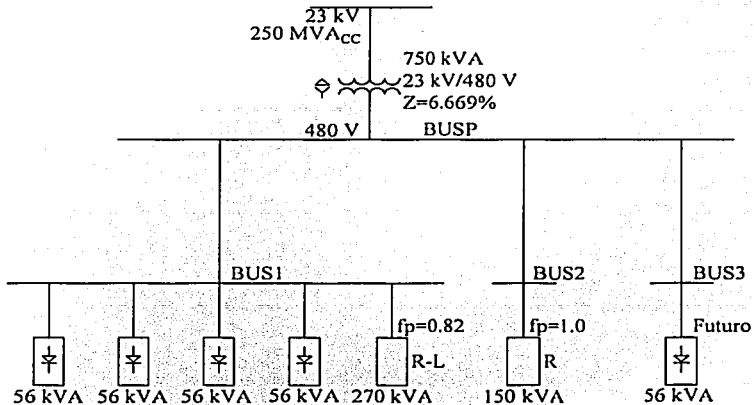 23 kV
250 MVACC
750 kVA
23 kV/480 V
Z=6.669%
480 V
BUSP
BUS1
BUS2
BUS3
fp=0.82
fp=1.0
Futuro
R-L
R
56 kVA
56 kVA
56 kVA
56 kVA
270 kVA
150 kVA
56 kVA